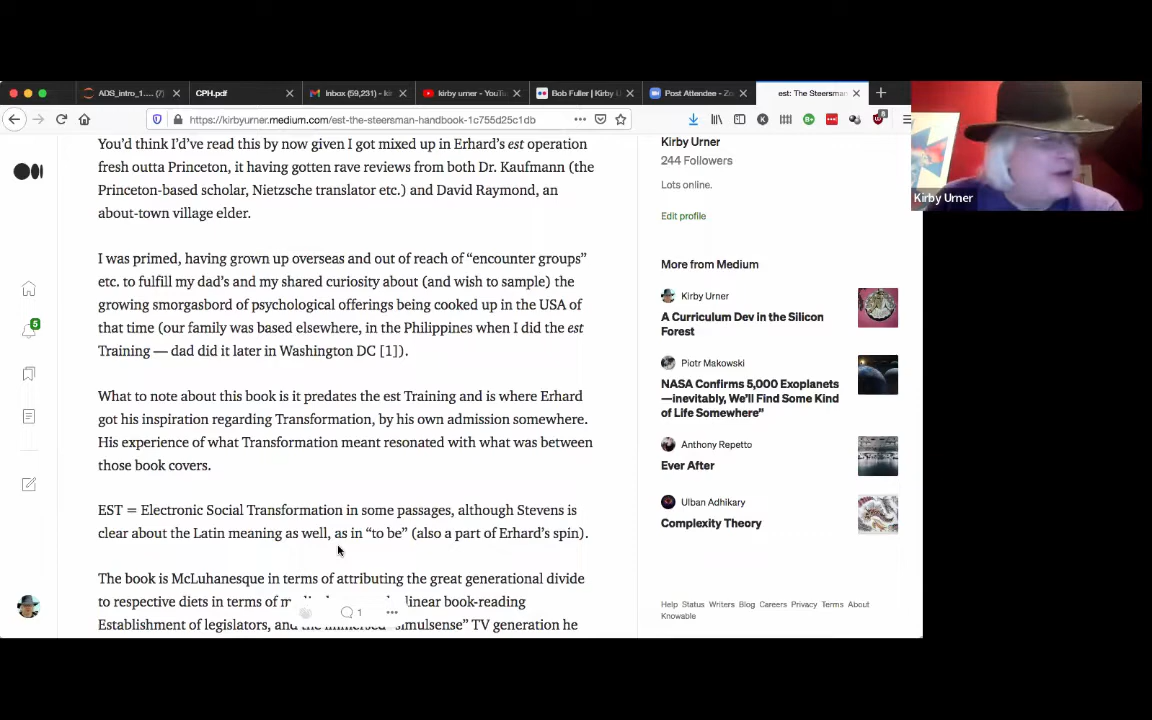 ADS_intro_1.... (7)
CPH.pdf
Inbox (59,231) - ki
kirby urner - YouTu
Bob Fuller | Kirby U
Post Attendee - Zo
est: The Steersman
https://kirbyurner.medium.com/est-the-steersman-handbook-1c755d25c1db
You'd think I'd've read this by now given I got mixed up in Erhard's est operation
fresh outta Princeton, it having gotten rave reviews from both Dr. Kaufmann (the
Princeton-based scholar, Nietzsche translator etc.) and David Raymond, an
about-town village elder.
I was primed, having grown up overseas and out of reach of “encounter groups”
etc. to fulfill my dad's and my shared curiosity about (and wish to sample) the
growing smorgasbord of psychological offerings being cooked up in the USA of
that time (our family was based elsewhere, in the Philippines when I did the est
Training — dad did it later in Washington DC [1]).
What to note about this book is it predates the est Training and is where Erhard
got his inspiration regarding Transformation, by his own admission somewhere.
His experience of what Transformation meant resonated with what was between
those book covers.
EST = Electronic Social Transformation in some passages, although Stevens is
clear about the Latin meaning as well, as in “to be” (also a part of Erhard's spin).
The book is McLuhanesque in terms of attributing the great generational divide
to respective diets in terms of linear book-reading
Establishment of legislators, and the immersed “simulsense” TV generation he
1
5
Kirby Urner
244 Followers
Lots online.
Edit profile
More from Medium
Kirby Urner
A Curriculum Dev in the Silicon
Forest
Piotr Makowski
NASA Confirms 5,000 Exoplanets
—inevitably, We'll Find Some Kind
of Life Somewhere”
Anthony Repetto
Ever After
Ulban Adhikary
Complexity Theory
Help Status Writers Blog Careers Privacy Terms About
Knowable
Kirby Urner